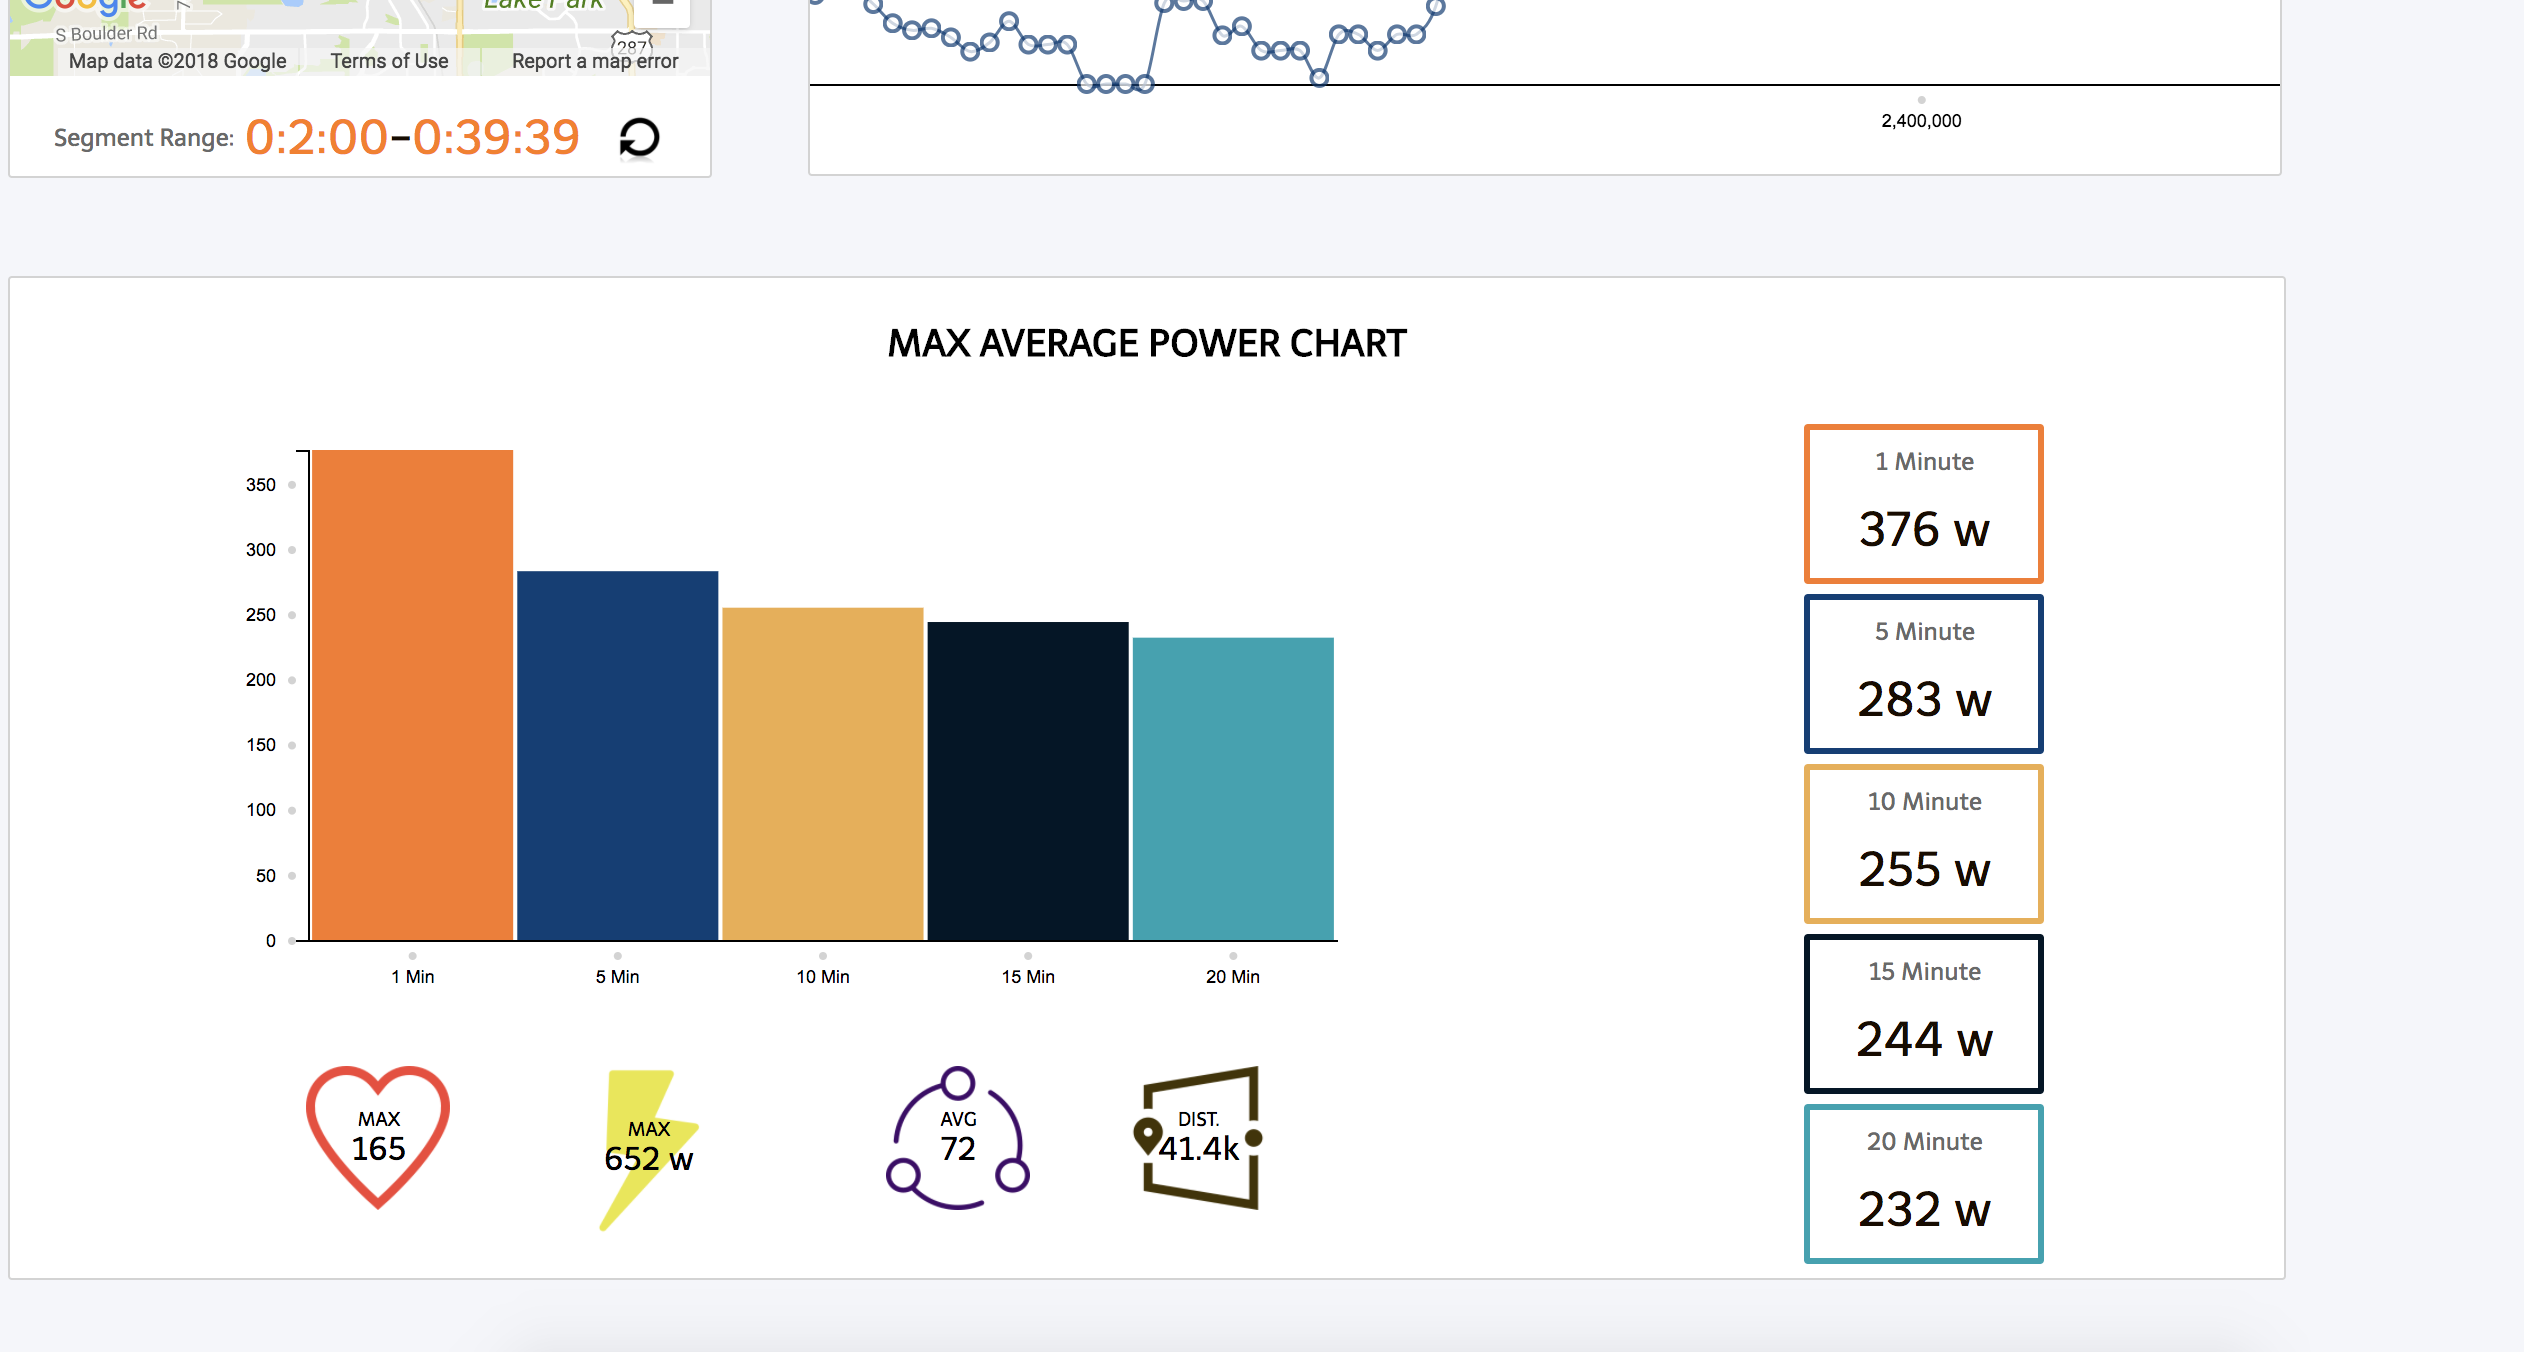 Google
Lake Park
S Boulder Rd
287
Map data ©2018 Google Terms of Use Report a map error
Segment Range: 0:2:00-0:39:39
2,400,000
MAX AVERAGE POWER CHART
350
300
250
200
150
100
50
0
1 Min 5 Min 10 Min 15 Min 20 Min
MAX
165
MAX
652 w
AVG
72
DIST.
41.4k
1 Minute
376 w
5 Minute
283 w
10 Minute
255 w
15 Minute
244 w
20 Minute
232 w